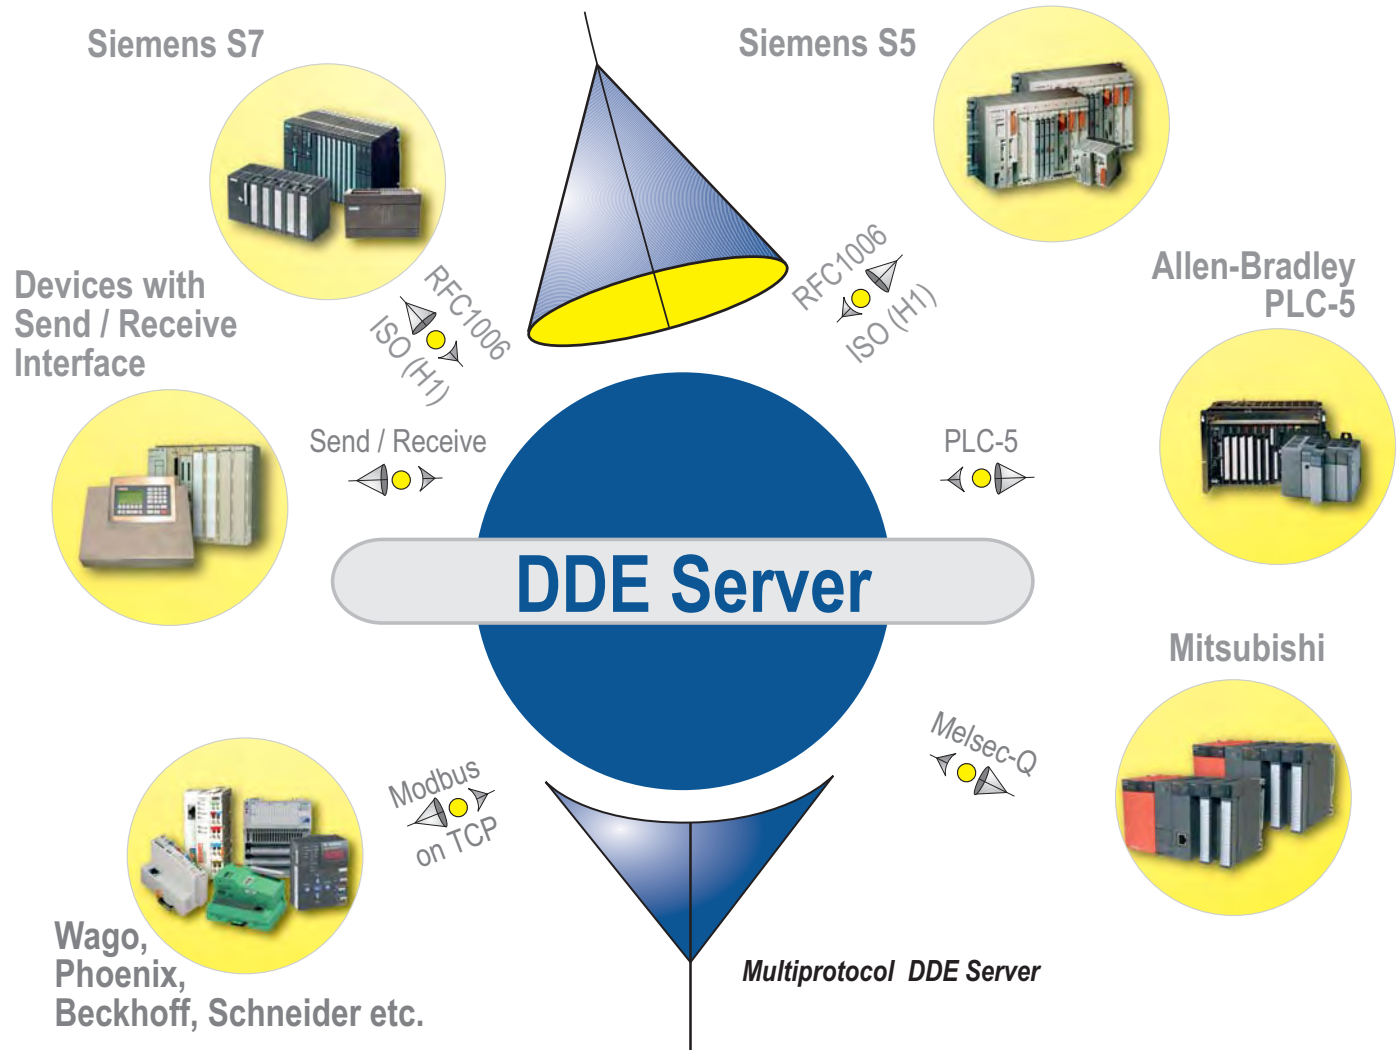 Siemens S7
Siemens S5
RFC1006
ISO (H1)
RFC1006
ISO (H1)
Allen-Bradley
PLC-5
Devices with
Send / Receive
Interface
Send / Receive
PLC-5
DDE Server
Mitsubishi
Melsec-Q
Modbus
on TCP
Wago,
Phoenix,
Beckhoff, Schneider etc.
Multiprotocol DDE Server